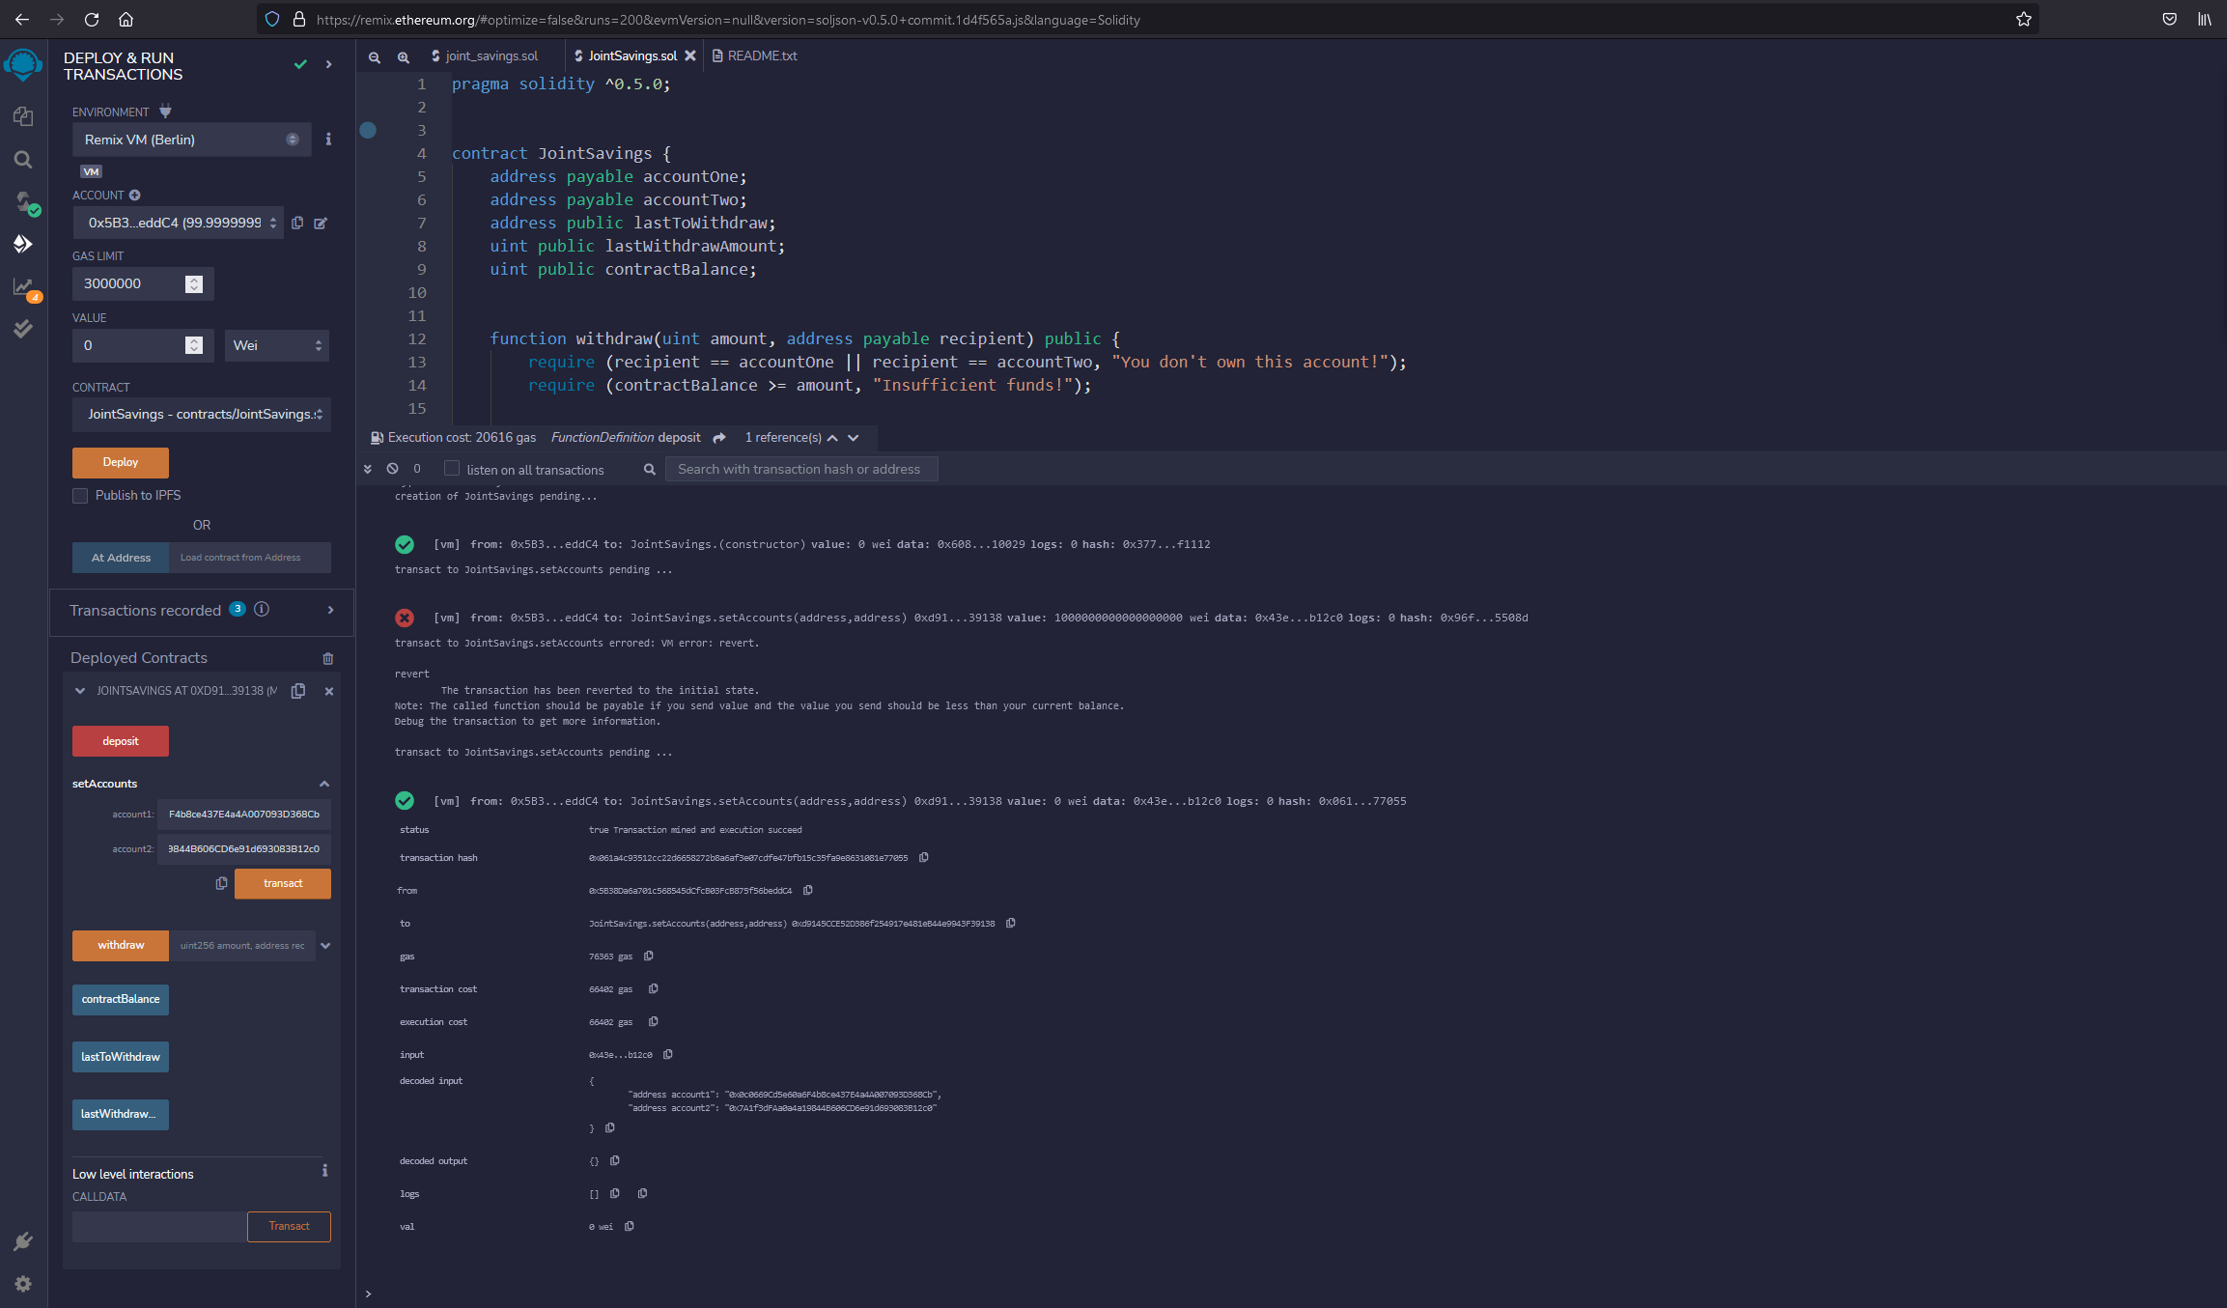 https://remix.ethereum.org/#optimize=false&runs=200&evmVersion=null&version=soljson-v0.5.0+commit.1d4f565a.js&language=Solidity
DEPLOY & RUN
TRANSACTIONS
ENVIRONMENT
Remix VM (Berlin)
VM
ACCOUNT
0x5B3...eddC4 (99.9999999
GAS LIMIT
3000000
VALUE
0
Wei
CONTRACT
JointSavings - contracts/JointSavings.s
Deploy
Publish to IPFS
OR
At Address
Load contract from Address
Transactions recorded 3
Deployed Contracts
JOINTSAVINGS AT 0XD91...39138 (M
deposit
setAccounts
account1: F4b8ce437E4a4A007093D368Cb
account2: 9844B606CD6e91d693083B12c0
transact
withdraw
uint256 amount, address rec
contractBalance
lastToWithdraw
lastWithdraw...
Low level interactions
CALLDATA
Transact
4
joint_savings.sol
JointSavings.sol
README.txt
1 pragma solidity ^0.5.0;
2
3
4 contract JointSavings {
5 address payable accountOne;
6 address payable accountTwo;
7 address public lastToWithdraw;
8 uint public lastWithdrawAmount;
9 uint public contractBalance;
10
11
12 function withdraw(uint amount, address payable recipient) public {
13 require (recipient == accountOne || recipient == accountTwo, "You don't own this account!");
14 require (contractBalance >= amount, "Insufficient funds!");
15
Execution cost: 20616 gas FunctionDefinition deposit 1 reference(s)
0 listen on all transactions Search with transaction hash or address
creation of JointSavings pending...
[vm] from: 0x5B3...eddC4 to: JointSavings.(constructor) value: 0 wei data: 0x608...10029 logs: 0 hash: 0x377...f1112
transact to JointSavings.setAccounts pending ...
[vm] from: 0x5B3...eddC4 to: JointSavings.setAccounts(address,address) 0xd91...39138 value: 1000000000000000000 wei data: 0x43e...b12c0 logs: 0 hash: 0x96f...5508d
transact to JointSavings.setAccounts errored: VM error: revert.
revert
The transaction has been reverted to the initial state.
Note: The called function should be payable if you send value and the value you send should be less than your current balance.
Debug the transaction to get more information.
transact to JointSavings.setAccounts pending ...
[vm] from: 0x5B3...eddC4 to: JointSavings.setAccounts(address,address) 0xd91...39138 value: 0 wei data: 0x43e...b12c0 logs: 0 hash: 0x061...77055
status true Transaction mined and execution succeed
transaction hash 0x061a4c93512cc22d6658272b8a6af3e07cdfe47bfb15c35fa9e8631081e77055
from 0x5B38Da6a701c568545dCfcB03FcB875f56beddC4
to JointSavings.setAccounts(address,address) 0xd9145CCE52D386f254917e481eB44e9943F39138
gas 76363 gas
transaction cost 66402 gas
execution cost 66402 gas
input 0x43e...b12c0
decoded input {
"address account1": "0x0c0669Cd5e60a6F4b8ce437E4a4A007093D368Cb",
"address account2": "0x7A1f3dFAa0a4a19844B606CD6e91d693083B12c0"
}
decoded output {}
logs []
val 0 wei
>